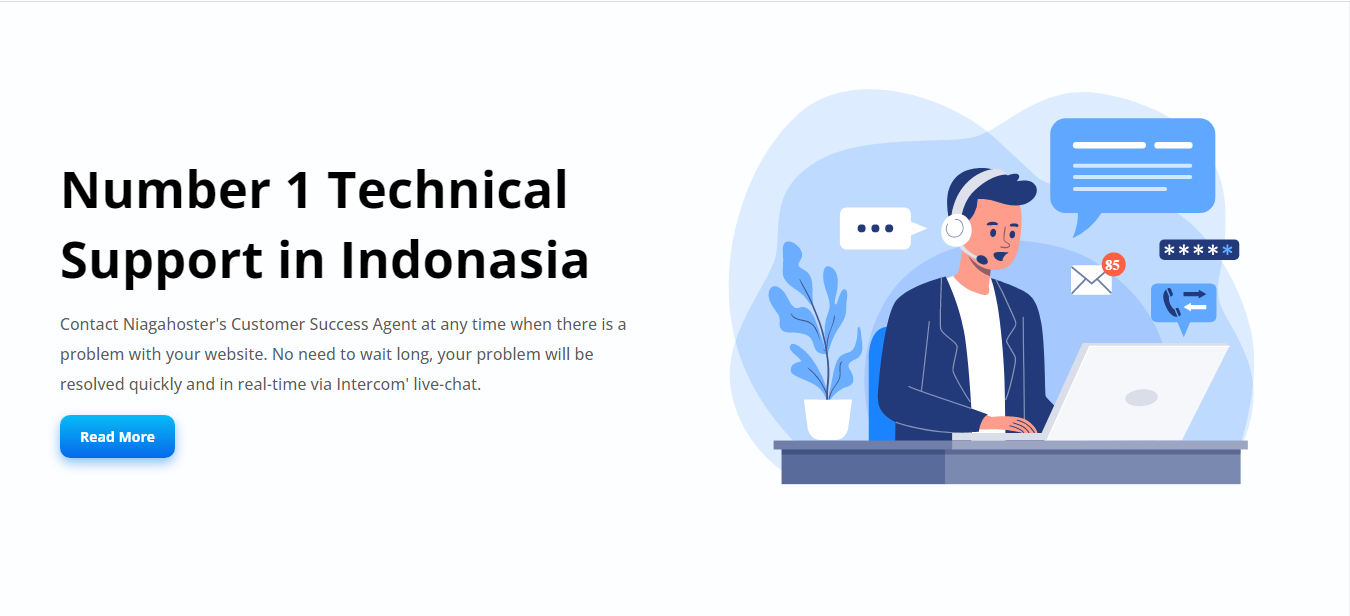 Number 1 Technical
Support in Indonasia
Contact Niagahoster's Customer Success Agent at any time when there is a
problem with your website. No need to wait long, your problem will be
resolved quickly and in real-time via Intercom' live-chat.
Read More
85
*****